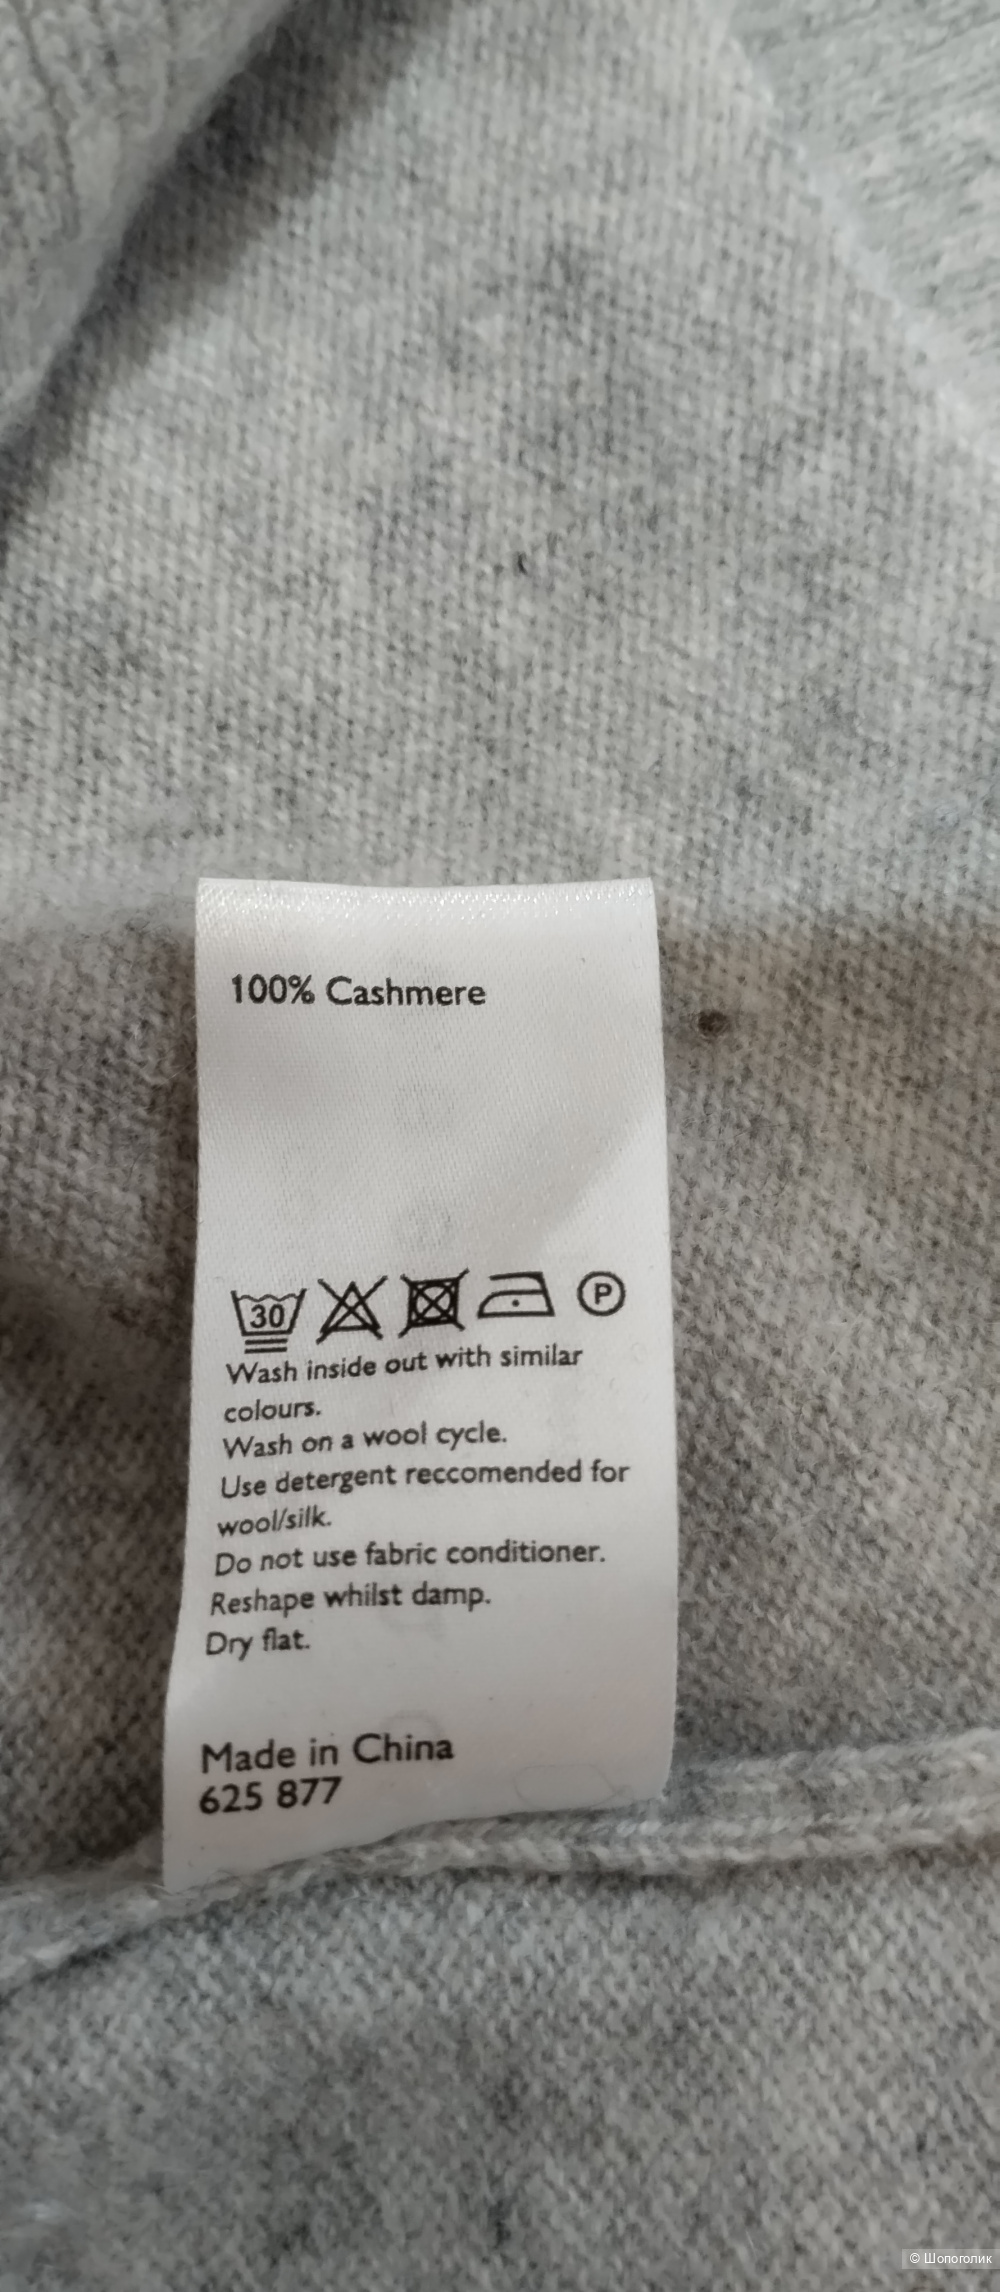 100% Cashmere
30
P
Wash inside out with similar
colours.
Wash on a wool cycle.
Use detergent reccomended for
wool/silk.
Do not use fabric conditioner.
Reshape whilst damp.
Dry flat.
Made in China
625 877
© Шопоголик